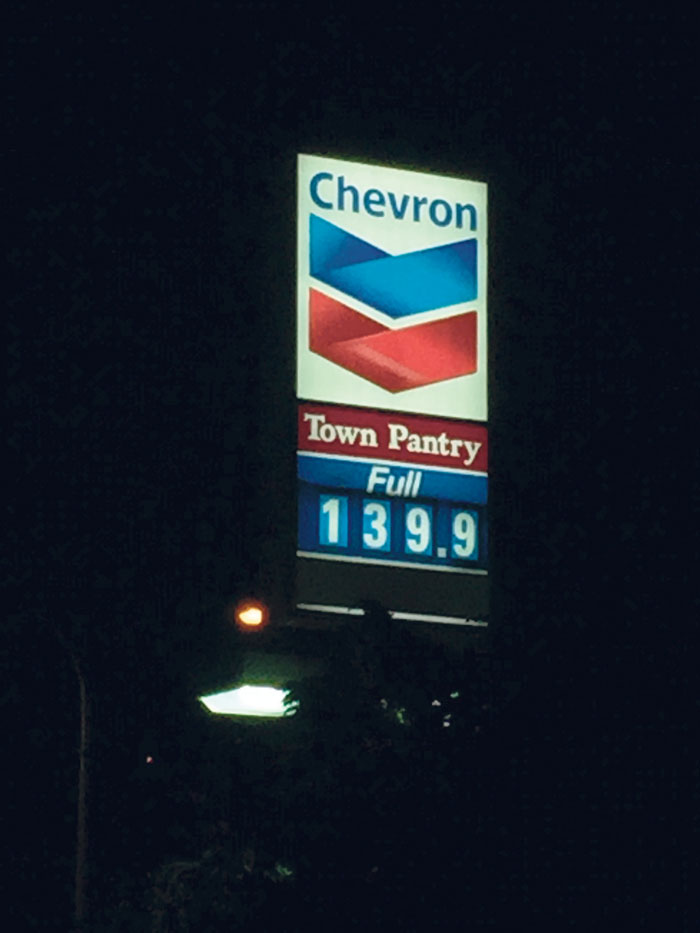 Chevron
Town Pantry
Full
139.9